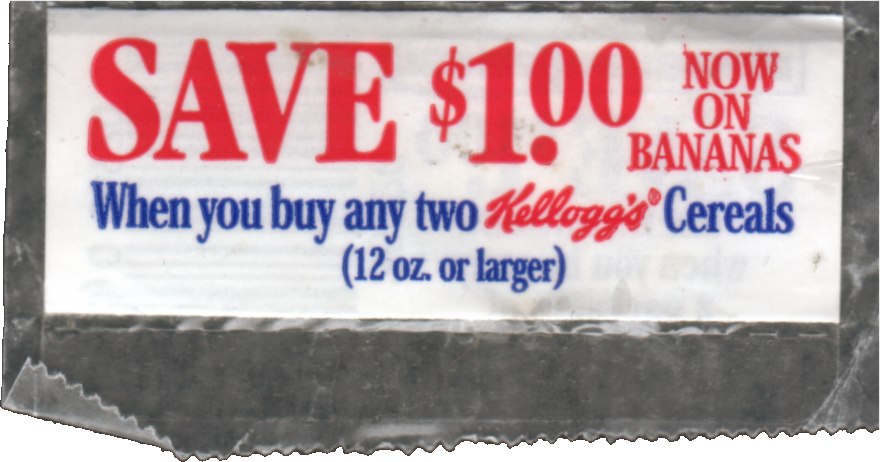 SAVE $1.00
NOW
ON
BANANAS
When you buy any two Kellogg's® Cereals
(12 oz. or larger)